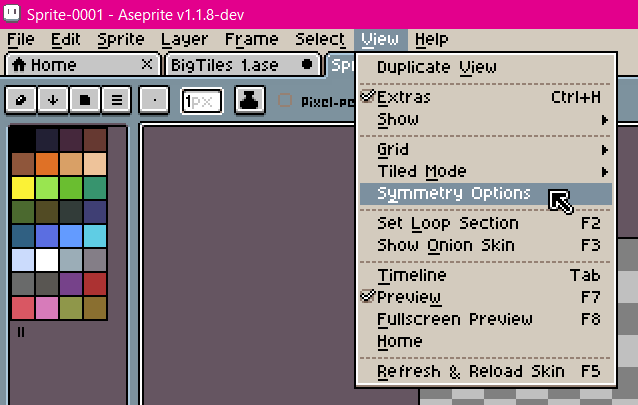 Sprite-0001 - Aseprite v1.1.8-dev
File Edit Sprite Layer Frame Select View Help
Home BigTiles 1.ase Sp
1px Pixel-pe
Duplicate View
Extras Ctrl+H
Show
Grid
Tiled Mode
Symmetry Options
Set Loop Section F2
Show Onion Skin F3
Timeline Tab
Preview F7
Fullscreen Preview F8
Home
Refresh & Reload Skin F5